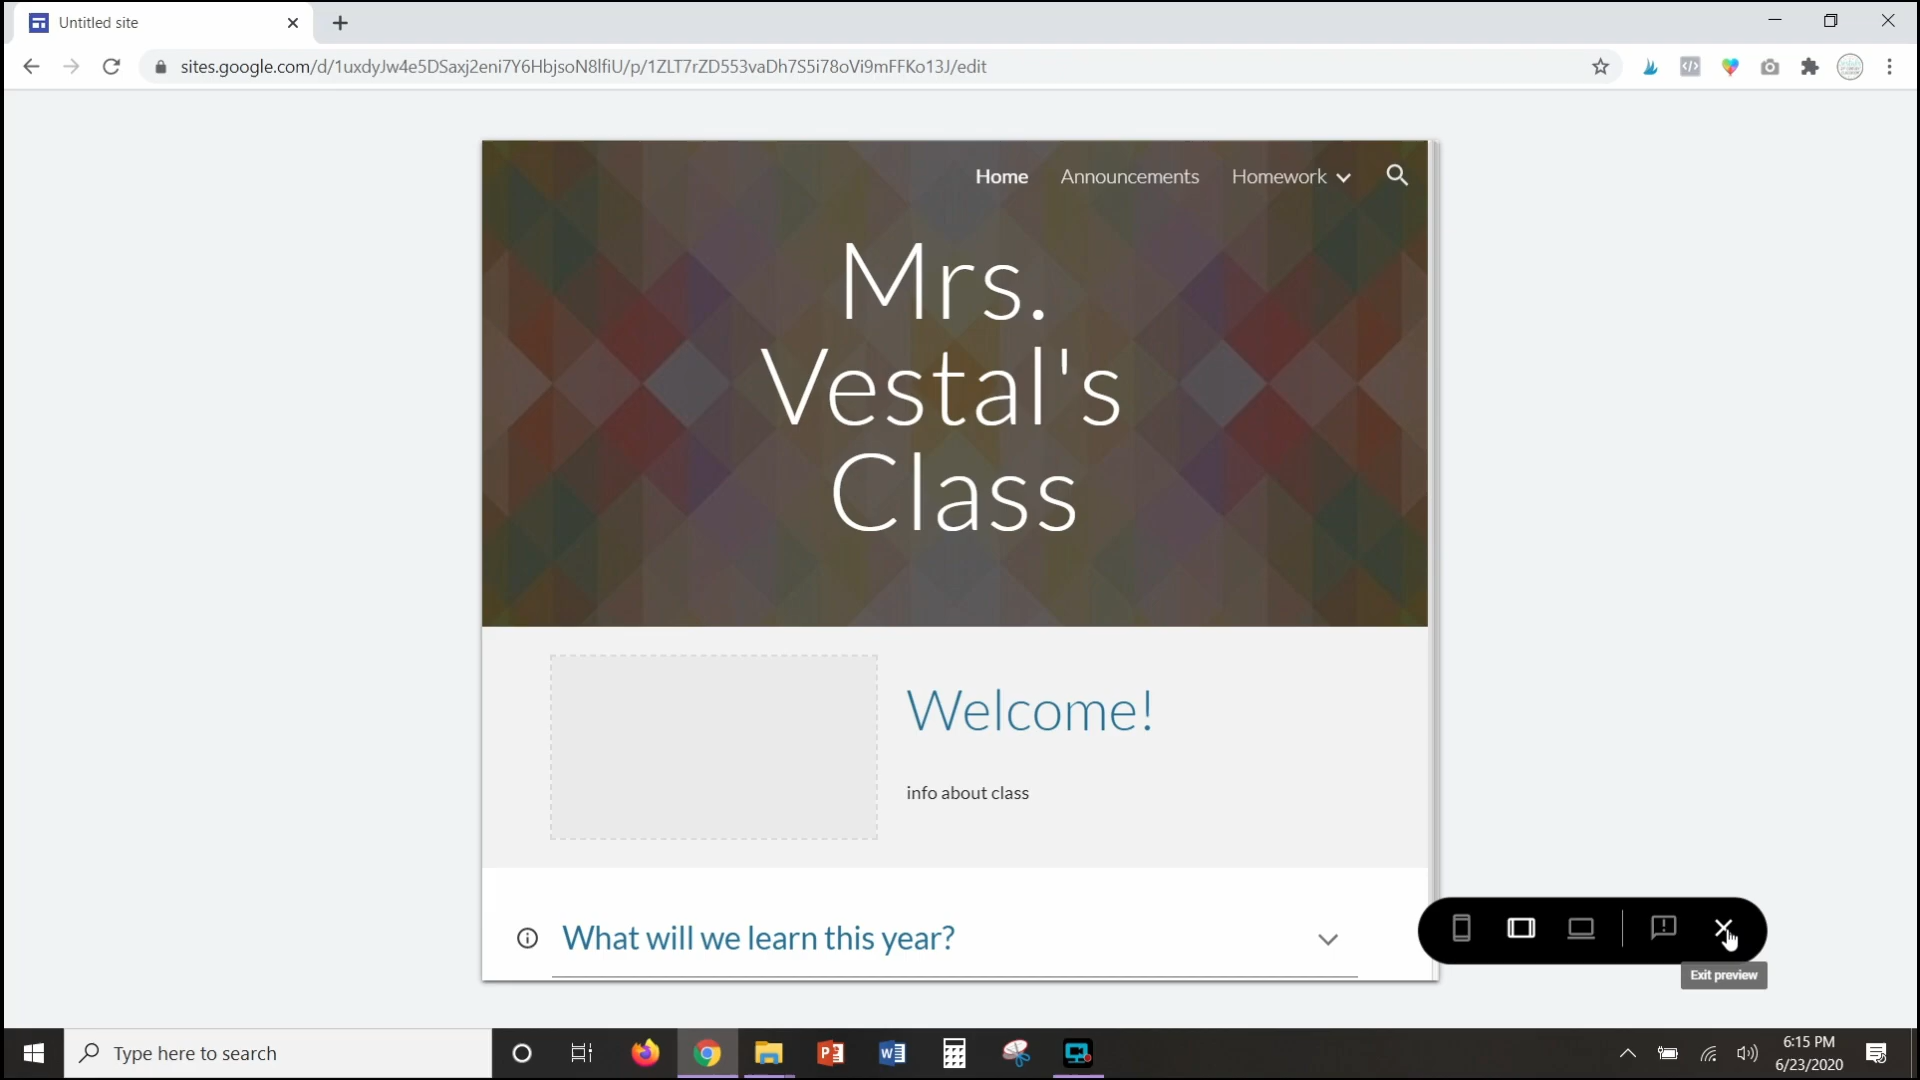 Untitled site
sites.google.com/d/1uxdyJw4e5DSaxj2eni7Y6HbjsoN8lfiU/p/1ZLT7rZD553vaDh7S5i78oVi9mFFKo13J/edit
Home Announcements Homework
Mrs.
Vestal's
Class
Welcome!
info about class
What will we learn this year?
Exit preview
Type here to search
6:15 PM
6/23/2020